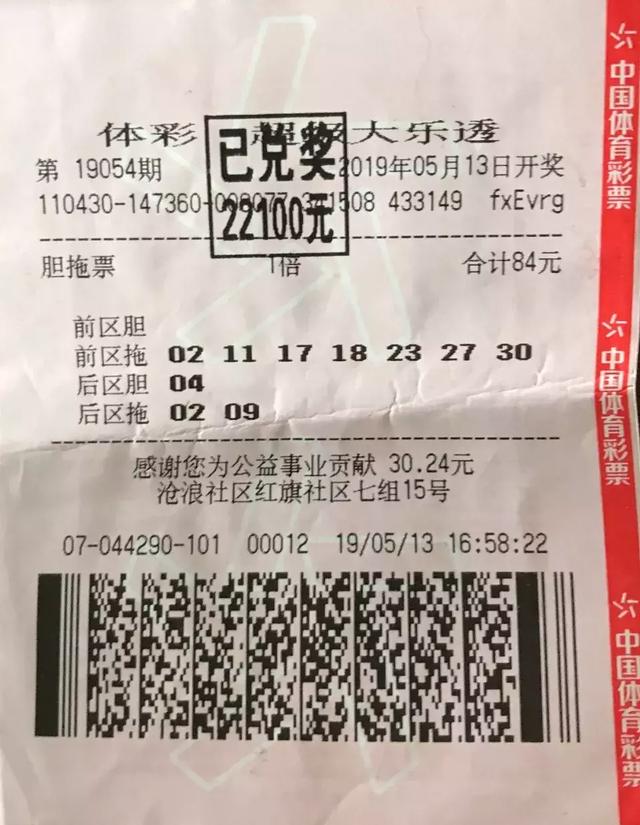 体彩 超级大乐透
已兑奖
22100元
第 19054期
2019年05月13日开奖
110430-147360- 341508 433149 fxEvrg
胆拖票 1倍 合计84元
前区胆
前区拖 02 11 17 18 23 27 30
后区胆 04
后区拖 02 09
感谢您为公益事业贡献 30.24元
沧浪社区红旗社区七组15号
07-044290-101 00012 19/05/13 16:58:22
中国体育彩票
中国体育彩票
中国体育彩票